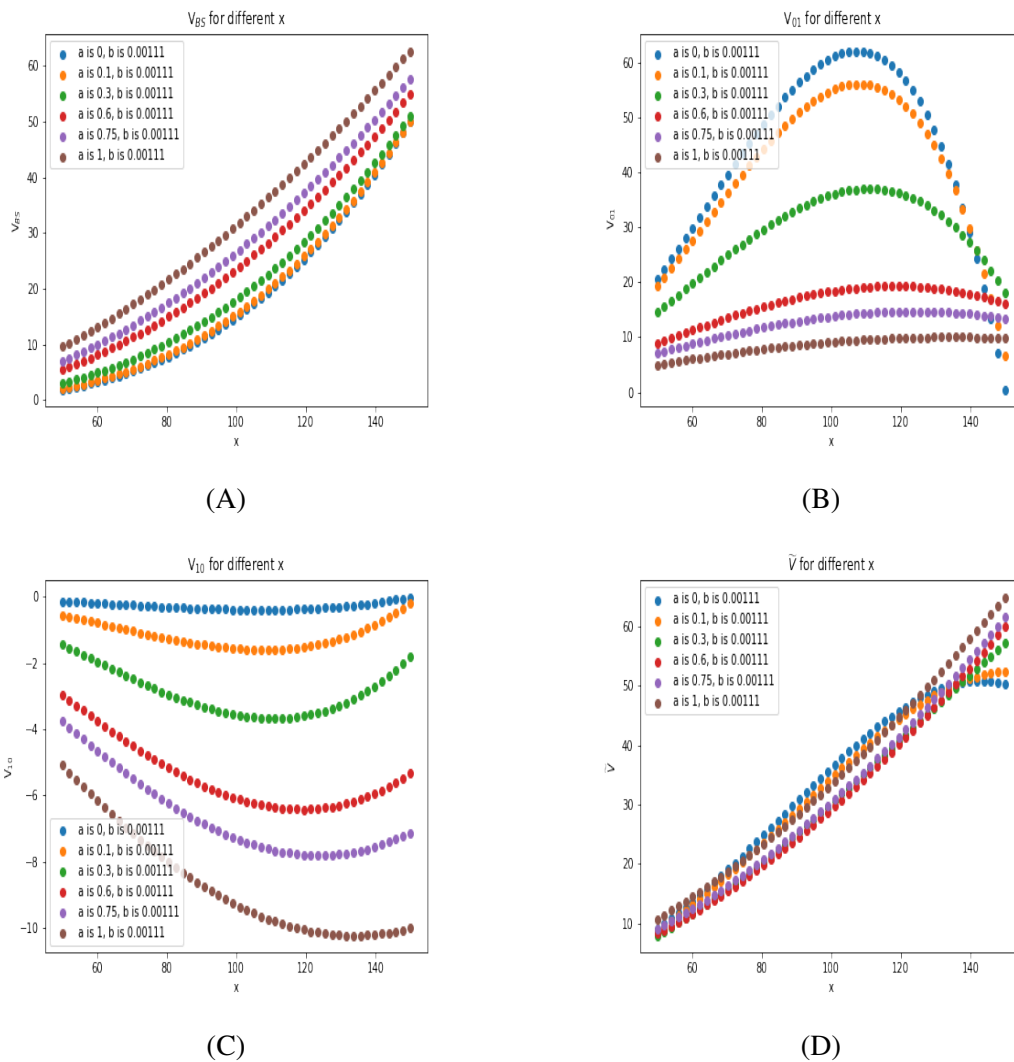 V_BS for different x
a is 0, b is 0.00111
a is 0.1, b is 0.00111
a is 0.3, b is 0.00111
a is 0.6, b is 0.00111
a is 0.75, b is 0.00111
a is 1, b is 0.00111
60
50
40
30
20
10
0
V_BS
60 80 100 120 140
x
(A)
V_01 for different x
a is 0, b is 0.00111
a is 0.1, b is 0.00111
a is 0.3, b is 0.00111
a is 0.6, b is 0.00111
a is 0.75, b is 0.00111
a is 1, b is 0.00111
60
50
40
30
20
10
0
V_01
60 80 100 120 140
x
(B)
V_10 for different x
0
−2
−4
−6
−8
−10
V_10
a is 0, b is 0.00111
a is 0.1, b is 0.00111
a is 0.3, b is 0.00111
a is 0.6, b is 0.00111
a is 0.75, b is 0.00111
a is 1, b is 0.00111
60 80 100 120 140
x
(C)
Ṽ for different x
a is 0, b is 0.00111
a is 0.1, b is 0.00111
a is 0.3, b is 0.00111
a is 0.6, b is 0.00111
a is 0.75, b is 0.00111
a is 1, b is 0.00111
60
50
40
30
20
10
Ṽ
60 80 100 120 140
x
(D)